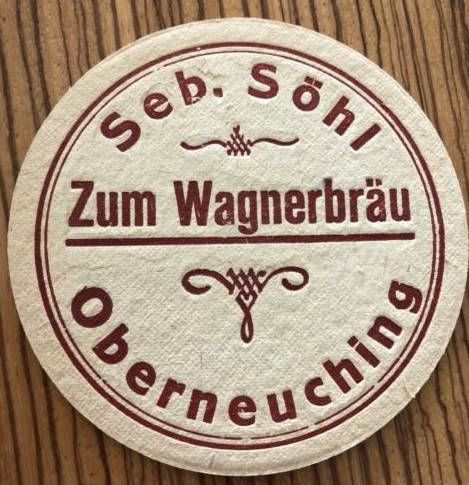 Seb. Söhl
Zum Wagnerbräu
Oberneuching